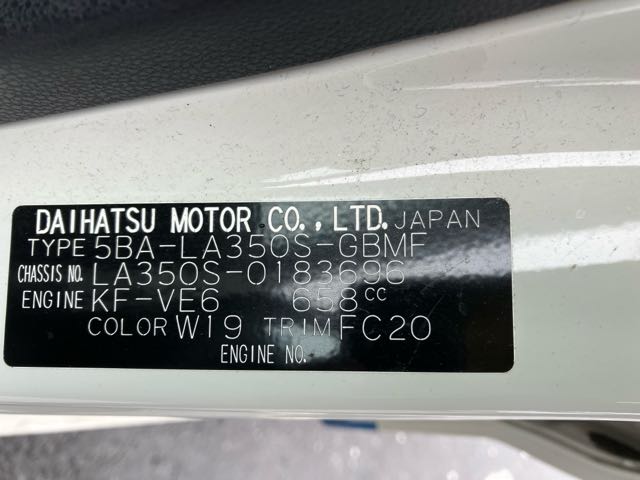 DAIHATSU MOTOR CO., LTD. JAPAN
TYPE 5BA-LA350S-GBMF
CHASSIS NO. LA350S-0183696
ENGINE KF-VE6 658cc
COLOR W19 TRIM FC20
ENGINE NO.